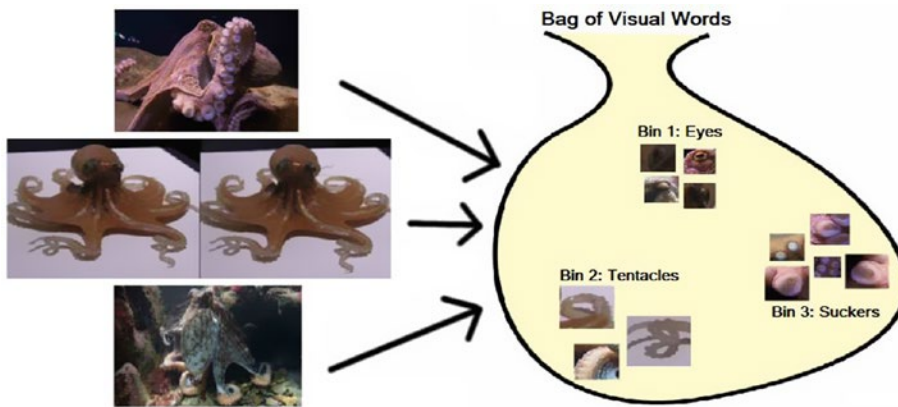 Bag of Visual Words
Bin 1: Eyes
Bin 2: Tentacles
Bin 3: Suckers